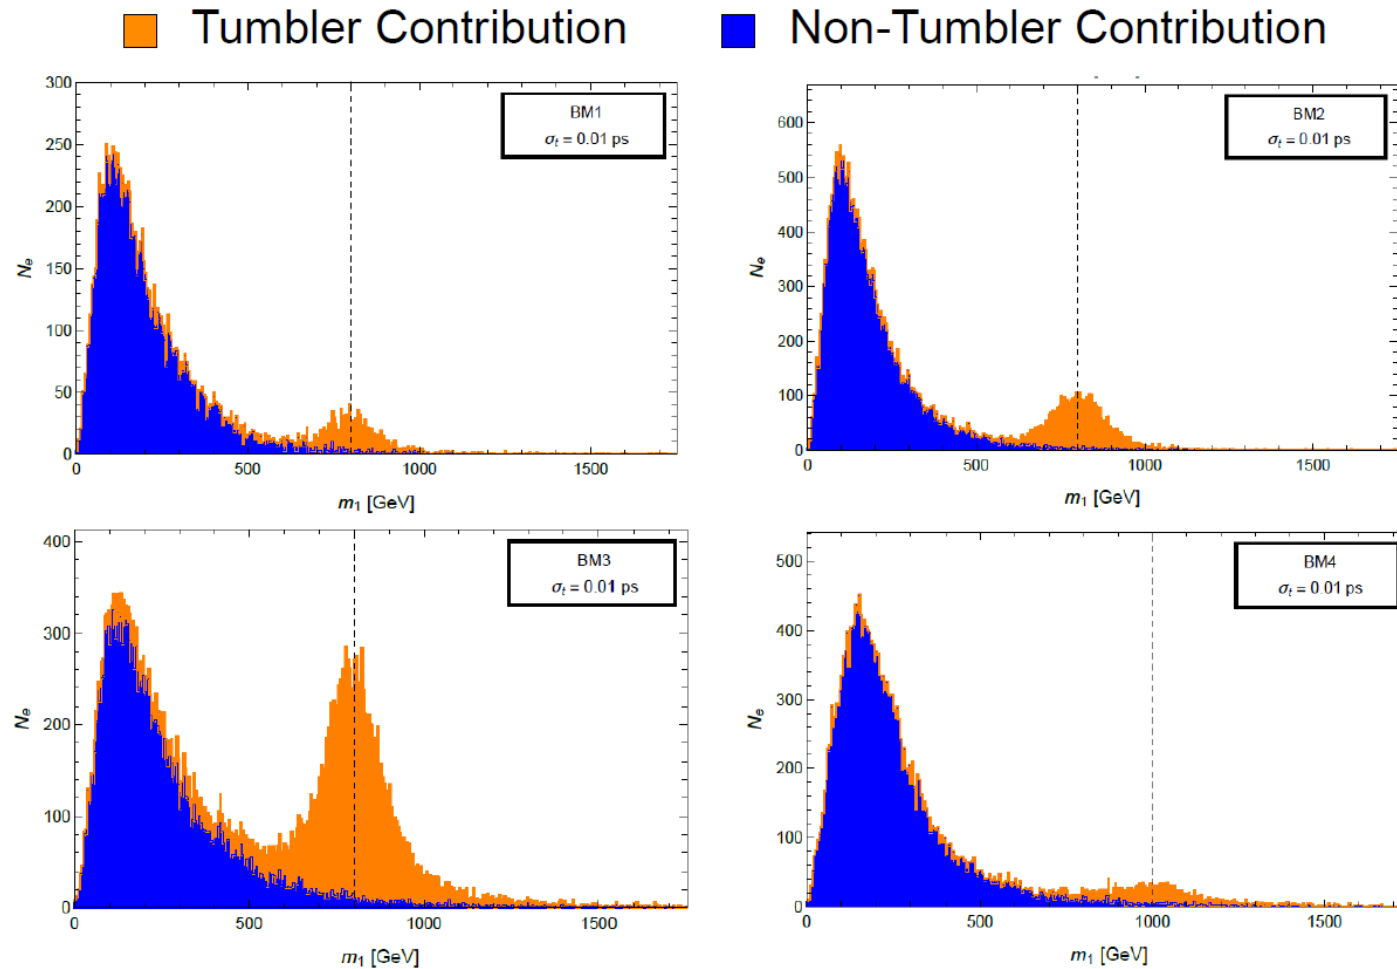 Tumbler Contribution
Non-Tumbler Contribution
BM1
σt = 0.01 ps
300
250
200
150
100
50
0
Ne
0 500 1000 1500
m1 [GeV]
BM2
σt = 0.01 ps
600
500
400
300
200
100
0
Ne
0 500 1000 1500
m1 [GeV]
BM3
σt = 0.01 ps
400
300
200
100
0
Ne
0 500 1000 1500
m1 [GeV]
BM4
σt = 0.01 ps
500
400
300
200
100
0
Ne
0 500 1000 1500
m1 [GeV]